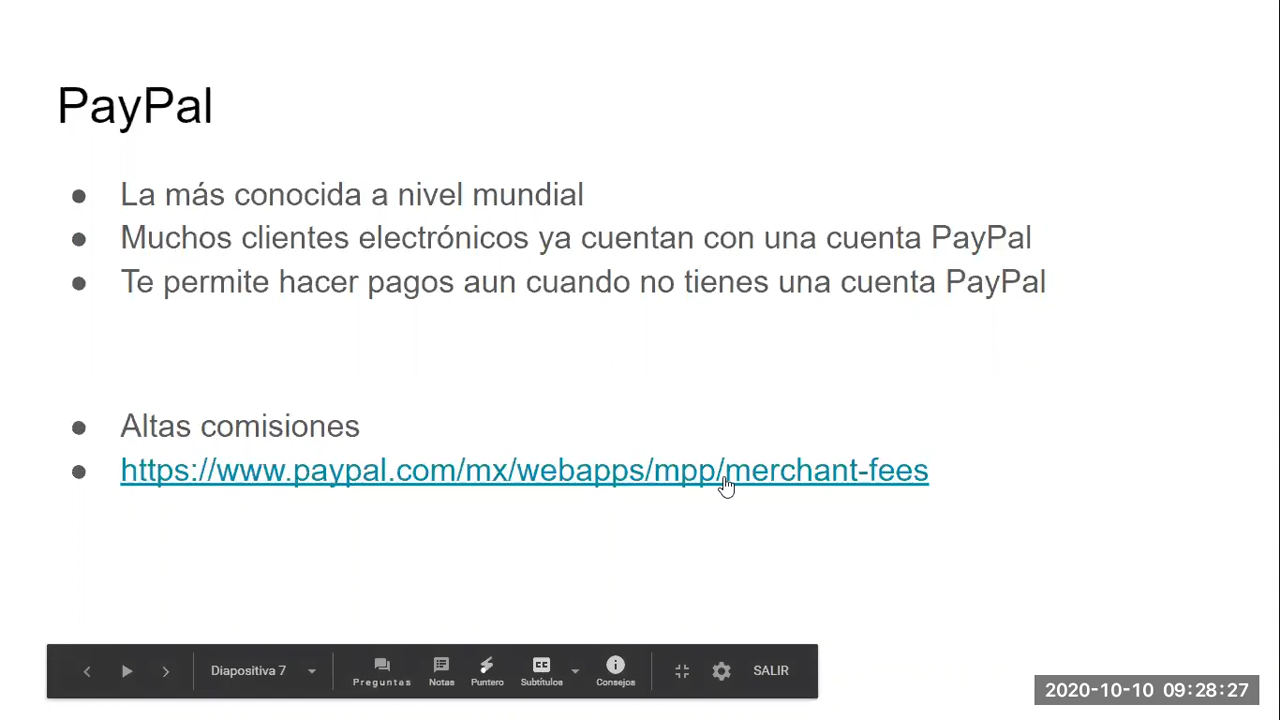 PayPal
● La más conocida a nivel mundial
● Muchos clientes electrónicos ya cuentan con una cuenta PayPal
● Te permite hacer pagos aun cuando no tienes una cuenta PayPal
● Altas comisiones
● https://www.paypal.com/mx/webapps/mpp/merchant-fees
Diapositiva 7 Preguntas Notas Puntero CC Subtítulos Consejos SALIR
2020-10-10 09:28:27